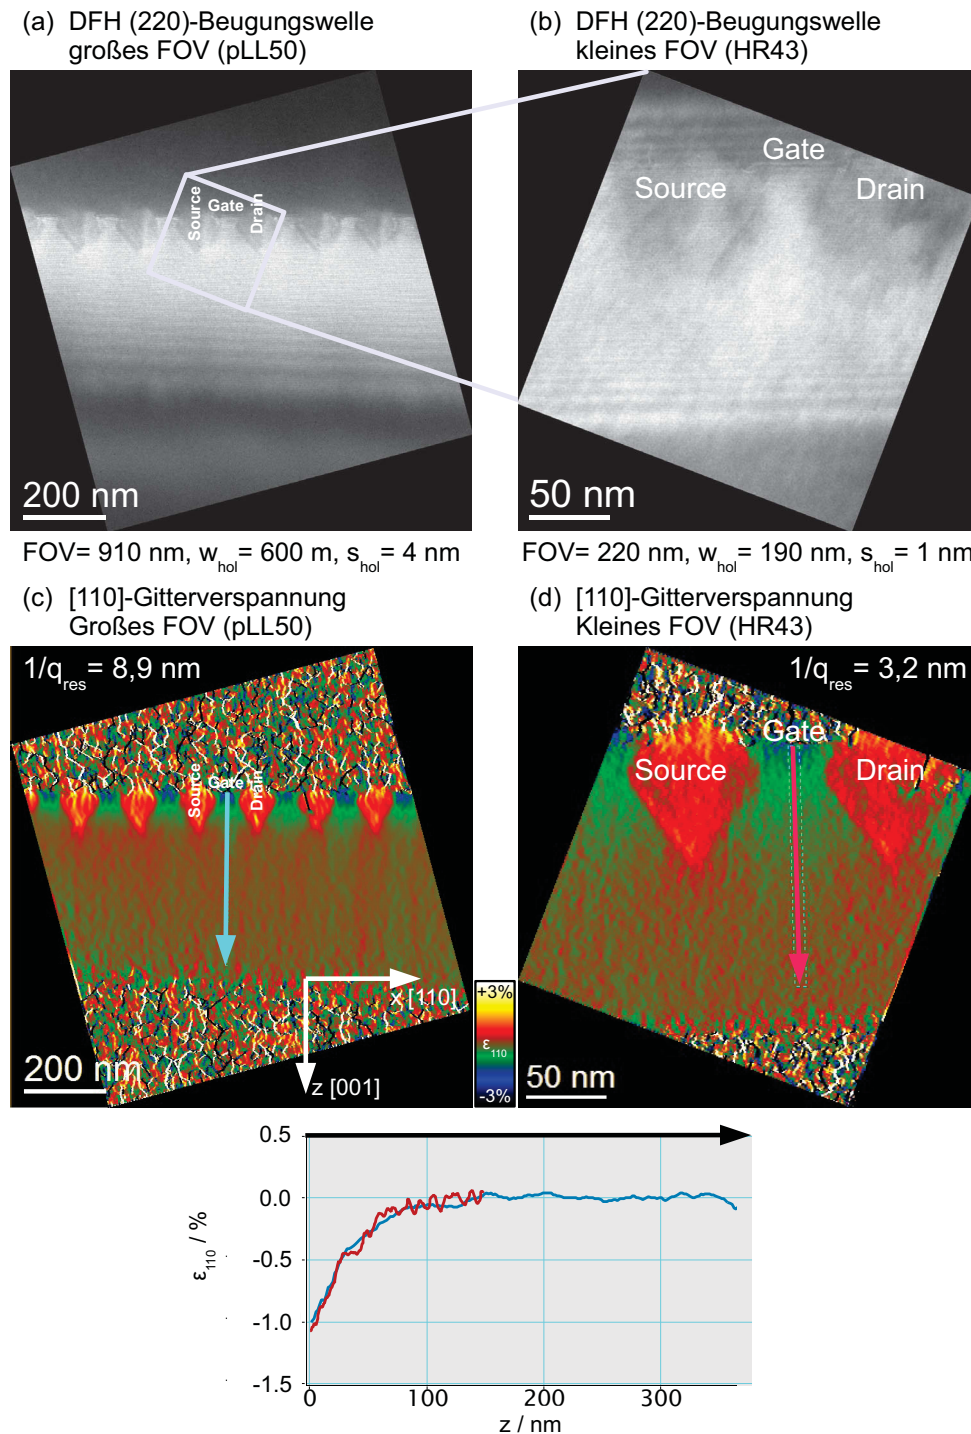 (a) DFH (220)-Beugungswelle
großes FOV (pLL50)
(b) DFH (220)-Beugungswelle
kleines FOV (HR43)
Source
Gate
Drain
200 nm
Gate
Source
Drain
50 nm
FOV= 910 nm, w_hol= 600 m, s_hol= 4 nm
FOV= 220 nm, w_hol= 190 nm, s_hol= 1 nm
(c) [110]-Gitterverspannung
Großes FOV (pLL50)
(d) [110]-Gitterverspannung
Kleines FOV (HR43)
1/q_res= 8,9 nm
Source
Gate
Drain
x [110]
z [001]
200 nm
+3%
ε_110
-3%
1/q_res= 3,2 nm
Gate
Source
Drain
50 nm
0.5
0.0
-0.5
-1.0
-1.5
ε_110 / %
0
100
200
300
z / nm